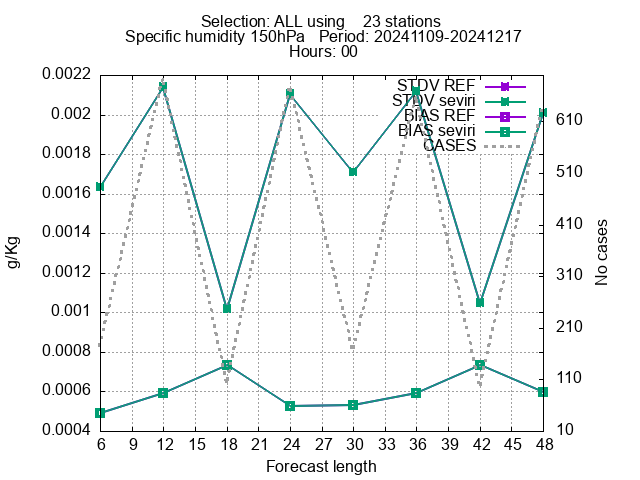 Selection: ALL using    23 stations
Specific humidity 150hPa   Period: 20241109-20241217
Hours: 00
STDV REF
STDV seviri
BIAS REF
BIAS seviri
CASES
g/Kg
0.0022
0.002
0.0018
0.0016
0.0014
0.0012
0.001
0.0008
0.0006
0.0004
610
510
410
310
210
110
10
No cases
6 9 12 15 18 21 24 27 30 33 36 39 42 45 48
Forecast length